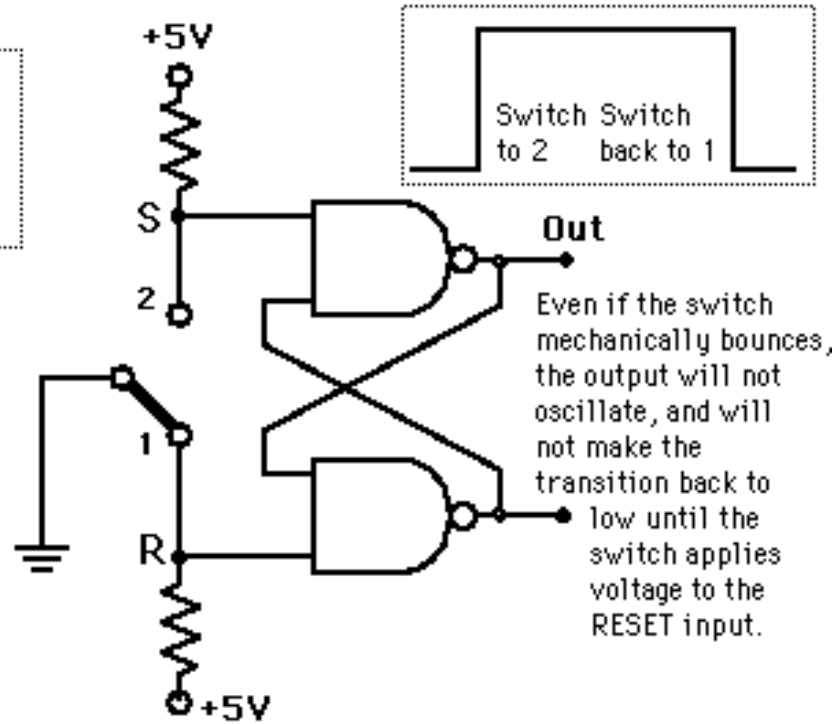 +5V
Switch Switch
to 2 back to 1
S
Out
2
Even if the switch
mechanically bounces,
the output will not
oscillate, and will
not make the
transition back to
low until the
switch applies
voltage to the
RESET input.
1
R
+5V